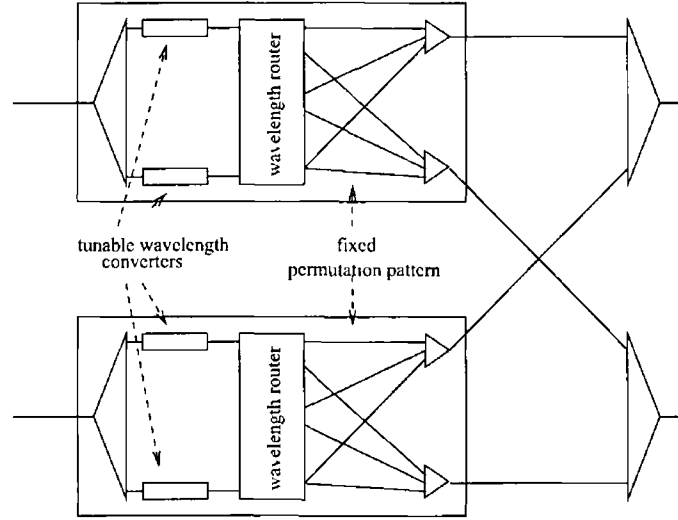 wavelength router
tunable wavelength
converters
fixed
permutation pattern
wavelength router